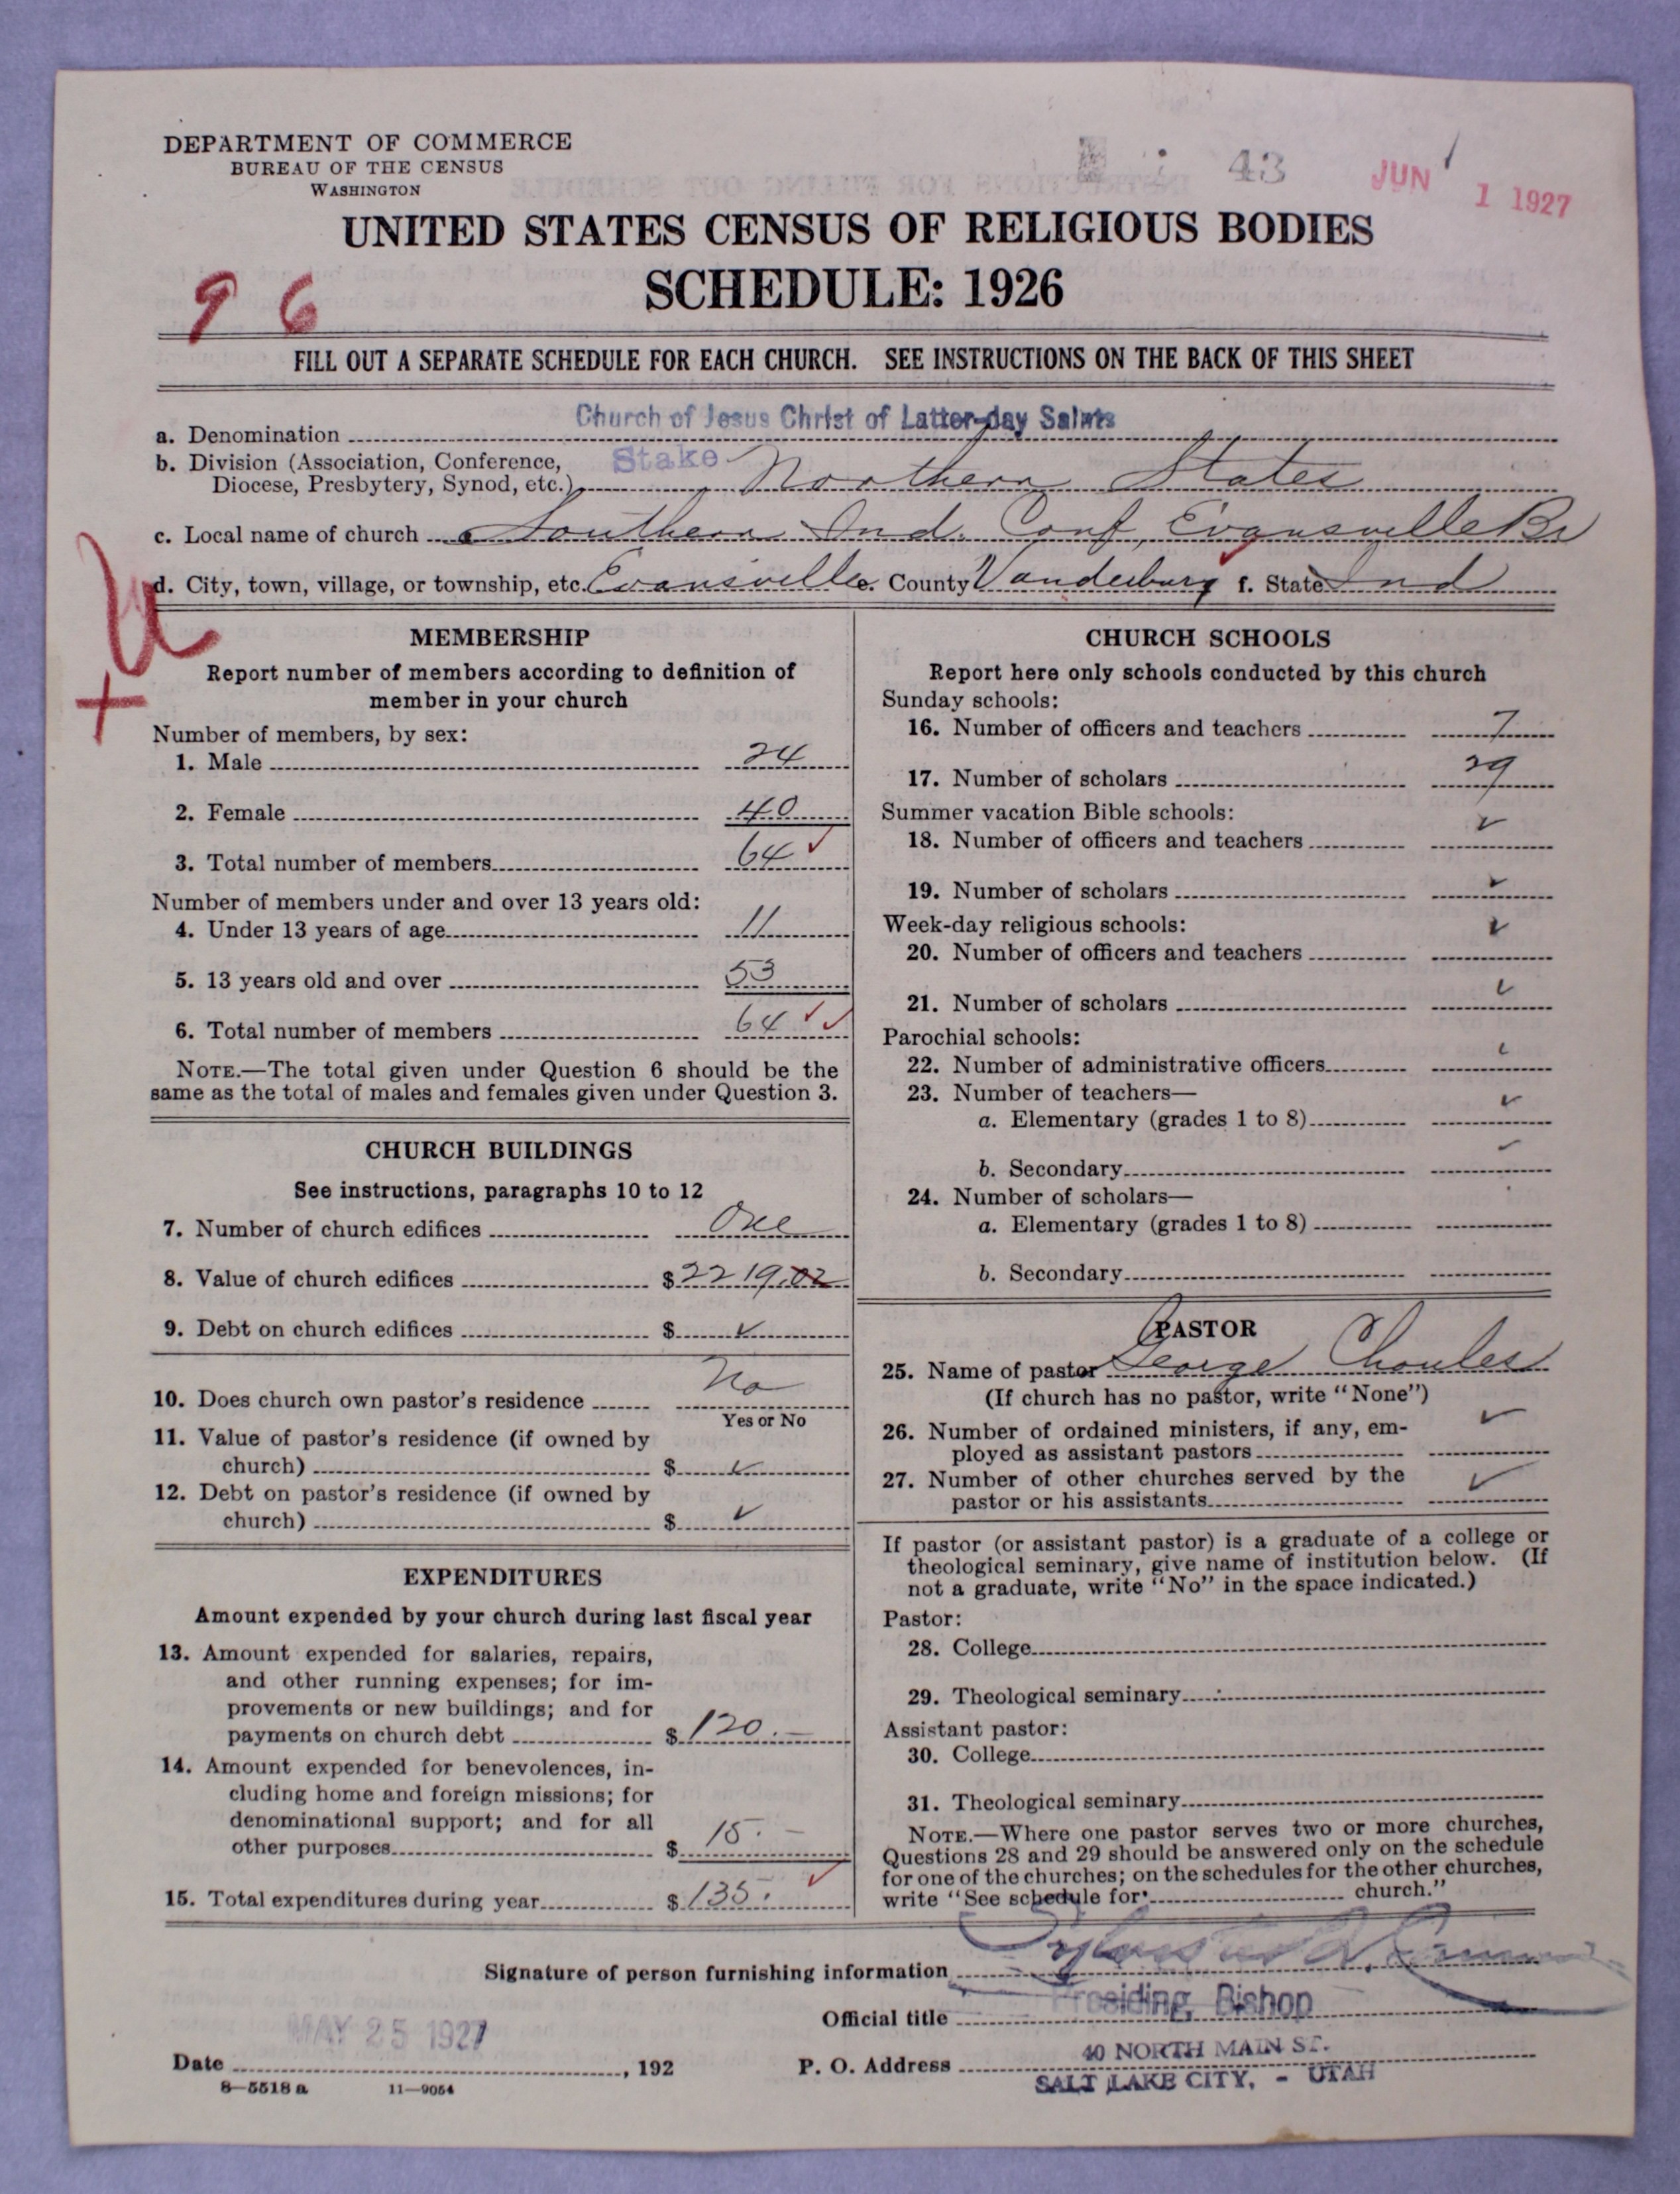 DEPARTMENT OF COMMERCE
BUREAU OF THE CENSUS
WASHINGTON
43
JUN 1 1927
UNITED STATES CENSUS OF RELIGIOUS BODIES
SCHEDULE: 1926
9 6
FILL OUT A SEPARATE SCHEDULE FOR EACH CHURCH. SEE INSTRUCTIONS ON THE BACK OF THIS SHEET
a. Denomination Church of Jesus Christ of Latter-day Saints
b. Division (Association, Conference, Stake Northern States
Diocese, Presbytery, Synod, etc.)
c. Local name of church Southern Ind. Conf, Evansville Br
d. City, town, village, or township, etc. Evansville e. County Vanderburg f. State Ind
MEMBERSHIP
Report number of members according to definition of
member in your church
Number of members, by sex:
1. Male 24
2. Female 40
3. Total number of members 64 ✓
Number of members under and over 13 years old:
4. Under 13 years of age 11
5. 13 years old and over 53
6. Total number of members 64 ✓ ✓
NOTE.—The total given under Question 6 should be the
same as the total of males and females given under Question 3.
CHURCH BUILDINGS
See instructions, paragraphs 10 to 12
7. Number of church edifices One
8. Value of church edifices $2219.02
9. Debt on church edifices $ ✓
10. Does church own pastor's residence No
Yes or No
11. Value of pastor's residence (if owned by
church) $ ✓
12. Debt on pastor's residence (if owned by
church) $ ✓
EXPENDITURES
Amount expended by your church during last fiscal year
13. Amount expended for salaries, repairs,
and other running expenses; for im-
provements or new buildings; and for
payments on church debt $120.—
14. Amount expended for benevolences, in-
cluding home and foreign missions; for
denominational support; and for all
other purposes $ 15.—
15. Total expenditures during year $135. ✓
CHURCH SCHOOLS
Report here only schools conducted by this church
Sunday schools:
16. Number of officers and teachers 7
17. Number of scholars 29
Summer vacation Bible schools:
18. Number of officers and teachers ✓
19. Number of scholars ✓
Week-day religious schools:
20. Number of officers and teachers ✓
21. Number of scholars ✓
Parochial schools:
22. Number of administrative officers ✓
23. Number of teachers—
a. Elementary (grades 1 to 8) ✓
b. Secondary ✓
24. Number of scholars—
a. Elementary (grades 1 to 8)
b. Secondary
PASTOR
25. Name of pastor George Choules
(If church has no pastor, write "None")
26. Number of ordained ministers, if any, em- ✓
ployed as assistant pastors
27. Number of other churches served by the ✓
pastor or his assistants
If pastor (or assistant pastor) is a graduate of a college or
theological seminary, give name of institution below. (If
not a graduate, write "No" in the space indicated.)
Pastor:
28. College
29. Theological seminary
Assistant pastor:
30. College
31. Theological seminary
NOTE.—Where one pastor serves two or more churches,
Questions 28 and 29 should be answered only on the schedule
for one of the churches; on the schedules for the other churches,
write "See schedule for church."
Signature of person furnishing information
Official title Presiding Bishop
MAY 25 1927
Date , 192
P. O. Address 40 NORTH MAIN ST.
SALT LAKE CITY, - UTAH
8—5518 a 11—9054